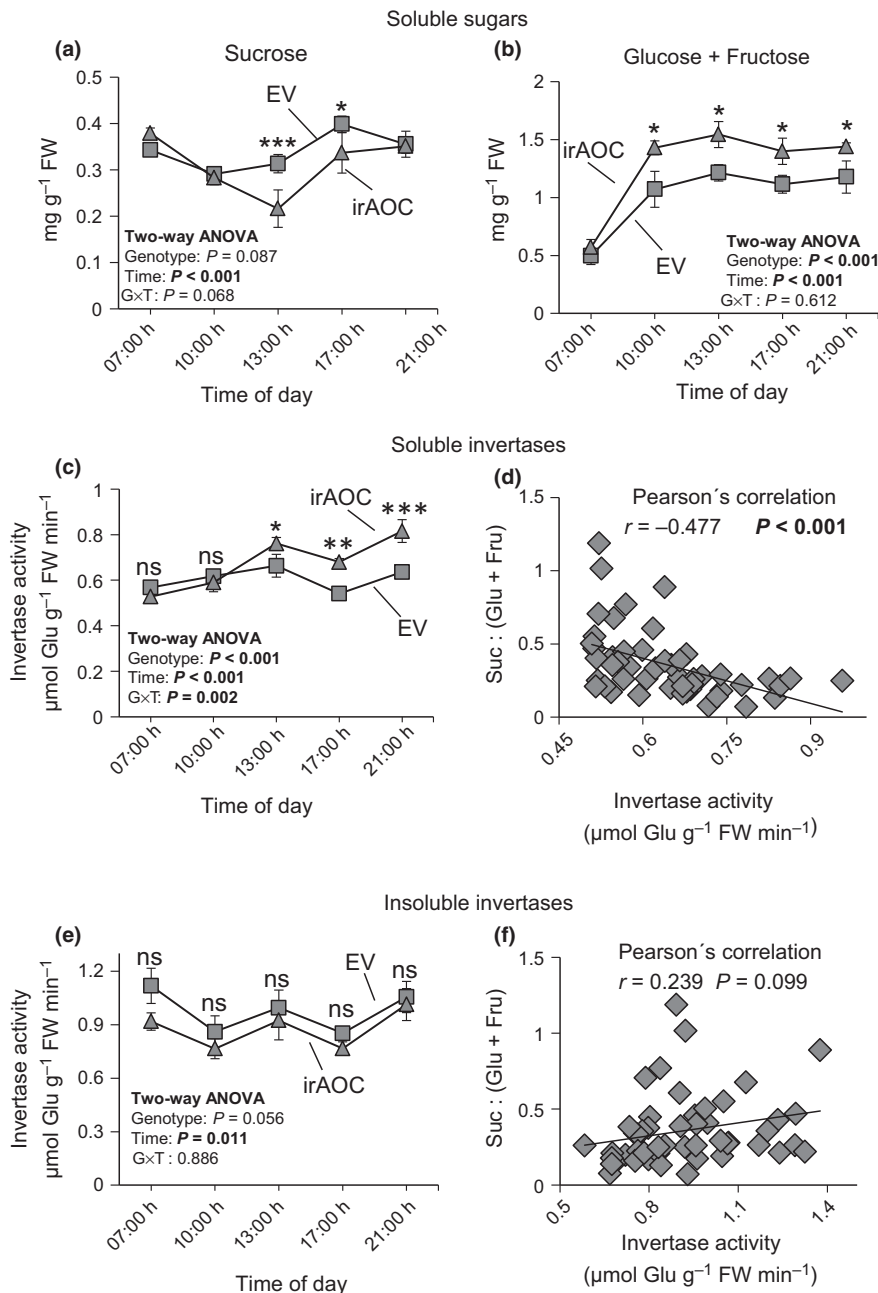 Soluble sugars
(a)
Sucrose
0.5
0.4
0.3
0.2
0.1
0
mg g⁻¹ FW
EV
***
*
irAOC
Two-way ANOVA
Genotype: P = 0.087
Time: P < 0.001
G×T: P = 0.068
07:00 h
10:00 h
13:00 h
17:00 h
21:00 h
Time of day
(b)
Glucose + Fructose
2
1.5
1
0.5
0
mg g⁻¹ FW
irAOC
*
*
*
*
EV
Two-way ANOVA
Genotype: P < 0.001
Time: P < 0.001
G×T : P = 0.612
07:00 h
10:00 h
13:00 h
17:00 h
21:00 h
Time of day
Soluble invertases
(c)
1
0.8
0.6
0.4
0.2
0
Invertase activity
µmol Glu g⁻¹ FW min⁻¹
ns
ns
*
**
***
irAOC
EV
Two-way ANOVA
Genotype: P < 0.001
Time: P < 0.001
G×T: P = 0.002
07:00 h
10:00 h
13:00 h
17:00 h
21:00 h
Time of day
(d)
Pearson´s correlation
r = –0.477 P < 0.001
1.5
1
0.5
0
Suc : (Glu + Fru)
0.45
0.6
0.75
0.9
Invertase activity
(µmol Glu g⁻¹ FW min⁻¹)
Insoluble invertases
(e)
1.2
0.9
0.6
0.3
0.0
Invertase activity
µmol Glu g⁻¹ FW min⁻¹
ns
ns
ns
ns
ns
EV
irAOC
Two-way ANOVA
Genotype: P = 0.056
Time: P = 0.011
G×T : 0.886
07:00 h
10:00 h
13:00 h
17:00 h
21:00 h
Time of day
(f)
Pearson´s correlation
r = 0.239 P = 0.099
1.5
1
0.5
0
Suc : (Glu + Fru)
0.5
0.8
1.1
1.4
Invertase activity
(µmol Glu g⁻¹ FW min⁻¹)